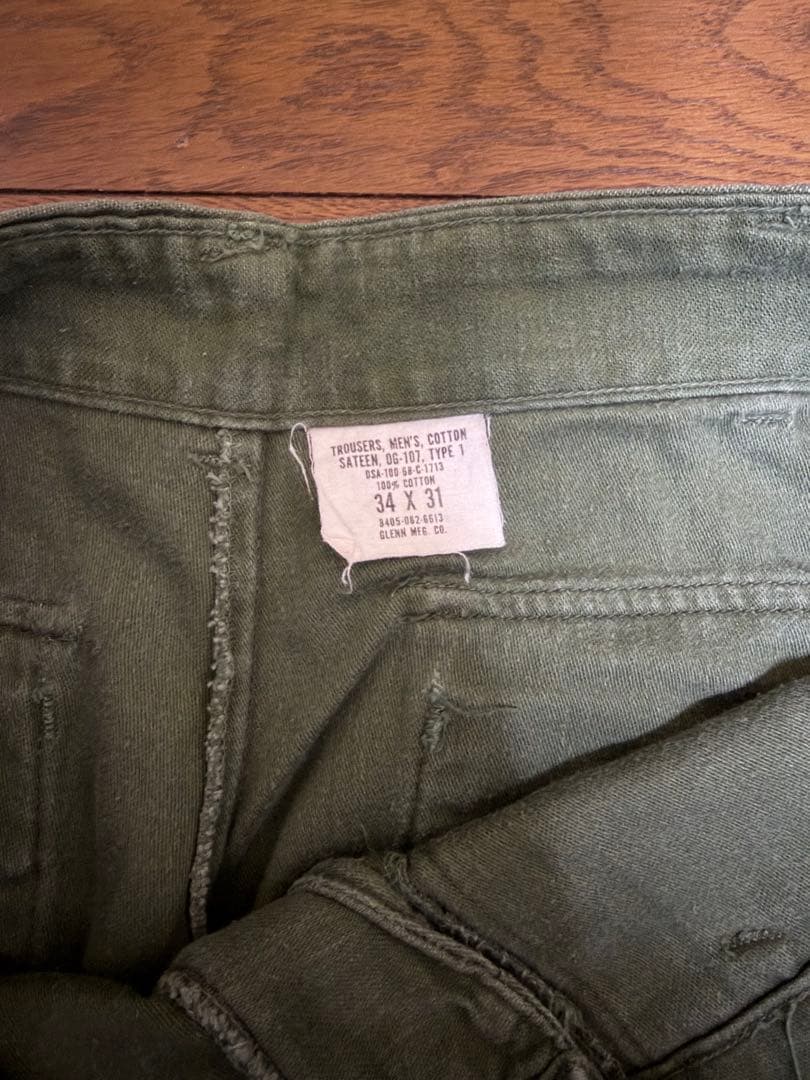 TROUSERS, MEN'S, COTTON
SATEEN, OG-107, TYPE 1
DSA-100-68-C-1713
100% COTTON
34 X 31
8405-082-6613
GLENN MFG. CO.